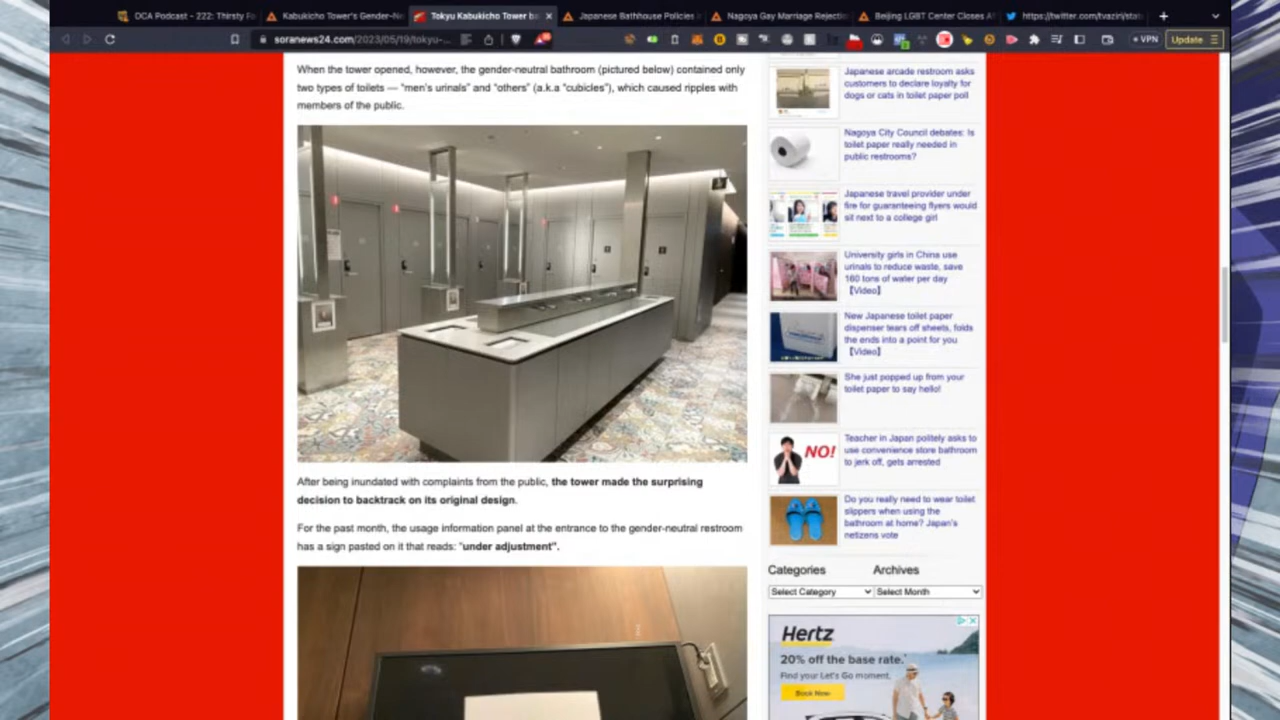 OCA Podcast - 222: Thirsty Fo
Kabukicho Tower's Gender-Ne
Tokyu Kabukicho Tower ba
Japanese Bathhouse Policies
Nagoya Gay Marriage Rejectio
Beijing LGBT Center Closes A
https://twitter.com/tvaziri/stat
soranews24.com/2023/05/19/tokyu-...
VPN
Update
When the tower opened, however, the gender-neutral bathroom (pictured below) contained only
two types of toilets — "men's urinals" and "others" (a.k.a "cubicles"), which caused ripples with
members of the public.
After being inundated with complaints from the public, the tower made the surprising
decision to backtrack on its original design.
For the past month, the usage information panel at the entrance to the gender-neutral restroom
has a sign pasted on it that reads: "under adjustment".
Japanese arcade restroom asks
customers to declare loyalty for
dogs or cats in toilet paper poll
Nagoya City Council debates: Is
toilet paper really needed in
public restrooms?
Japanese travel provider under
fire for guaranteeing flyers would
sit next to a college girl
University girls in China use
urinals to reduce waste, save
160 tons of water per day
【Video】
New Japanese toilet paper
dispenser tears off sheets, folds
the ends into a point for you
【Video】
She just popped up from your
toilet paper to say hello!
NO!
Teacher in Japan politely asks to
use convenience store bathroom
to jerk off, gets arrested
Do you really need to wear toilet
slippers when using the
bathroom at home? Japan's
netizens vote
Categories Archives
Select Category Select Month
Hertz
20% off the base rate.*
Find your Let's Go moment.
Book Now